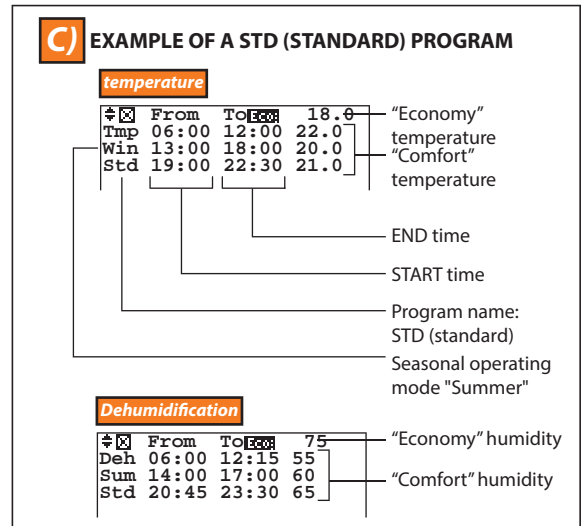 C) EXAMPLE OF A STD (STANDARD) PROGRAM
temperature
From To ECO 18.0
Tmp 06:00 12:00 22.0
Win 13:00 18:00 20.0
Std 19:00 22:30 21.0
“Economy”
temperature
“Comfort”
temperature
END time
START time
Program name:
STD (standard)
Seasonal operating
mode "Summer"
Dehumidification
From To ECO 75
Deh 06:00 12:15 55
Sum 14:00 17:00 60
Std 20:45 23:30 65
“Economy” humidity
“Comfort” humidity